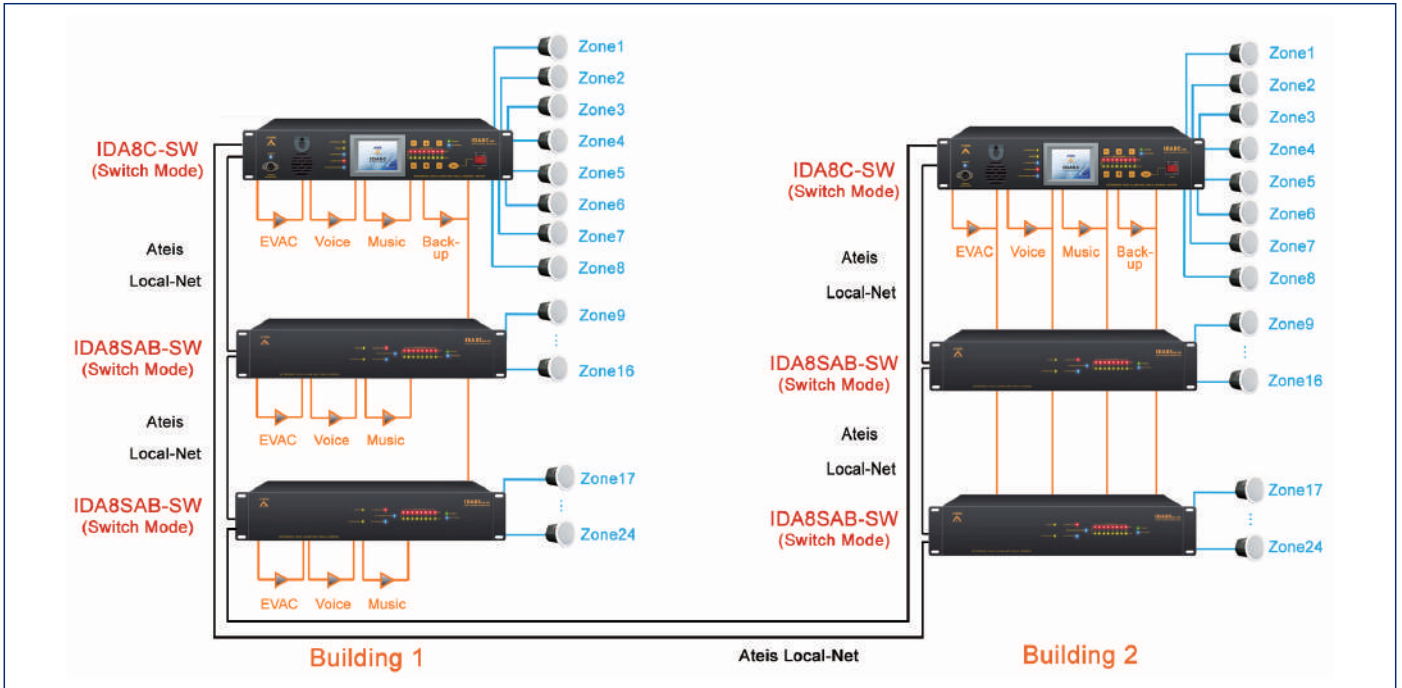 Zone1
Zone2
Zone3
Zone4
Zone5
Zone6
Zone7
Zone8
IDA8C-SW
(Switch Mode)
EVAC Voice Music Back-
up
Ateis
Local-Net
IDA8SAB-SW
(Switch Mode)
Zone9
Zone16
EVAC Voice Music
Ateis
Local-Net
IDA8SAB-SW
(Switch Mode)
Zone17
Zone24
EVAC Voice Music
Building 1
Zone1
Zone2
Zone3
Zone4
Zone5
Zone6
Zone7
Zone8
IDA8C-SW
(Switch Mode)
EVAC Voice Music Back-
up
Ateis
Local-Net
IDA8SAB-SW
(Switch Mode)
Zone9
Zone16
Ateis
Local-Net
IDA8SAB-SW
(Switch Mode)
Zone17
Zone24
Ateis Local-Net
Building 2